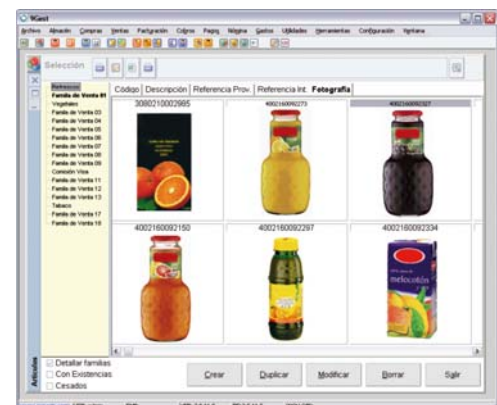 9Gest
Archivo Almacén Compras Ventas Facturación Cobros Pagos Nómina Gastos Utilidades Herramientas Configuración Ventana
Selección
Código Descripción Referencia Prov. Referencia Int. Fotografía
Refrescos
Familia de Venta 01
Vegetales
Familia de Venta 03
Familia de Venta 04
Familia de Venta 05
Familia de Venta 06
Familia de Venta 07
Familia de Venta 08
Familia de Venta 09
Comisión Visa
Familia de Venta 11
Familia de Venta 12
Familia de Venta 13
Tabaco
Familia de Venta 17
Familia de Venta 18
3080210002985 4002160092273 4002160092327
4002160092150 4002160092297 4002160092334
melocotón
Artículos
Detallar familias
Con Existencias
Cesados
Crear Duplicar Modificar Borrar Salir